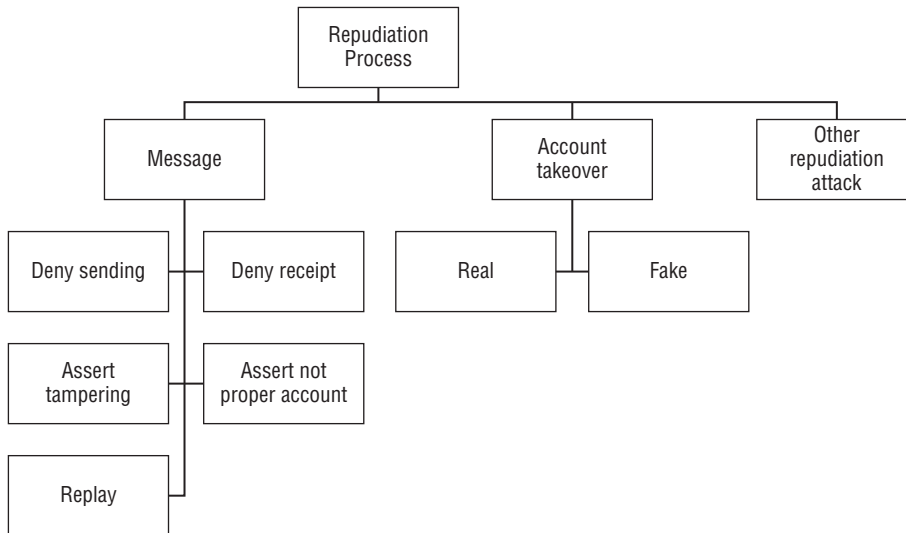 Repudiation
Process
Message
Account
takeover
Other
repudiation
attack
Deny sending
Deny receipt
Real
Fake
Assert
tampering
Assert not
proper account
Replay